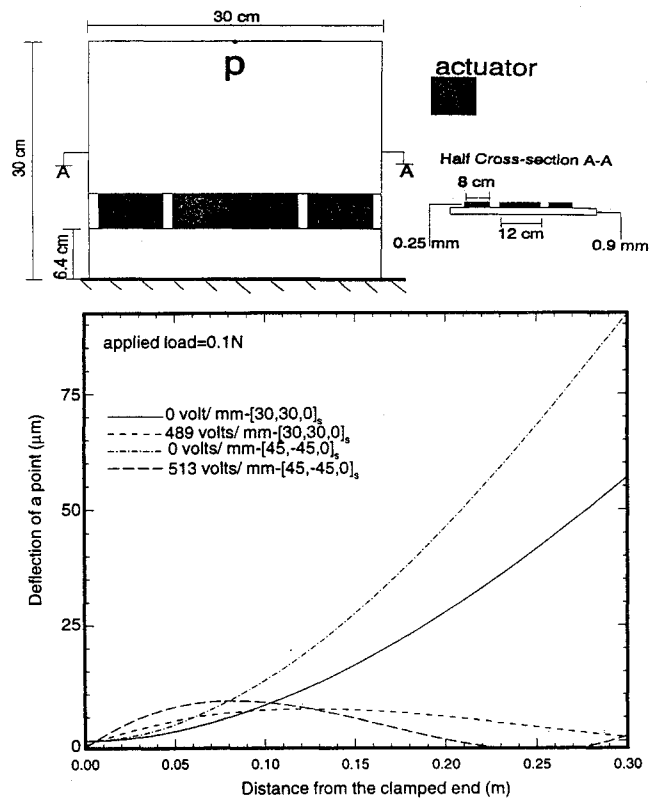 30 cm
p
actuator
30 cm
A
A
Half Cross-section A-A
8 cm
0.25 mm
12 cm
0.9 mm
6.4 cm
applied load=0.1N
0 volt/ mm-[30,30,0]s
489 volts/ mm-[30,30,0]s
0 volts/ mm-[45,-45,0]s
513 volts/ mm-[45,-45,0]s
75
50
25
0
Deflection of a point (μm)
0.00
0.05
0.10
0.15
0.20
0.25
0.30
Distance from the clamped end (m)